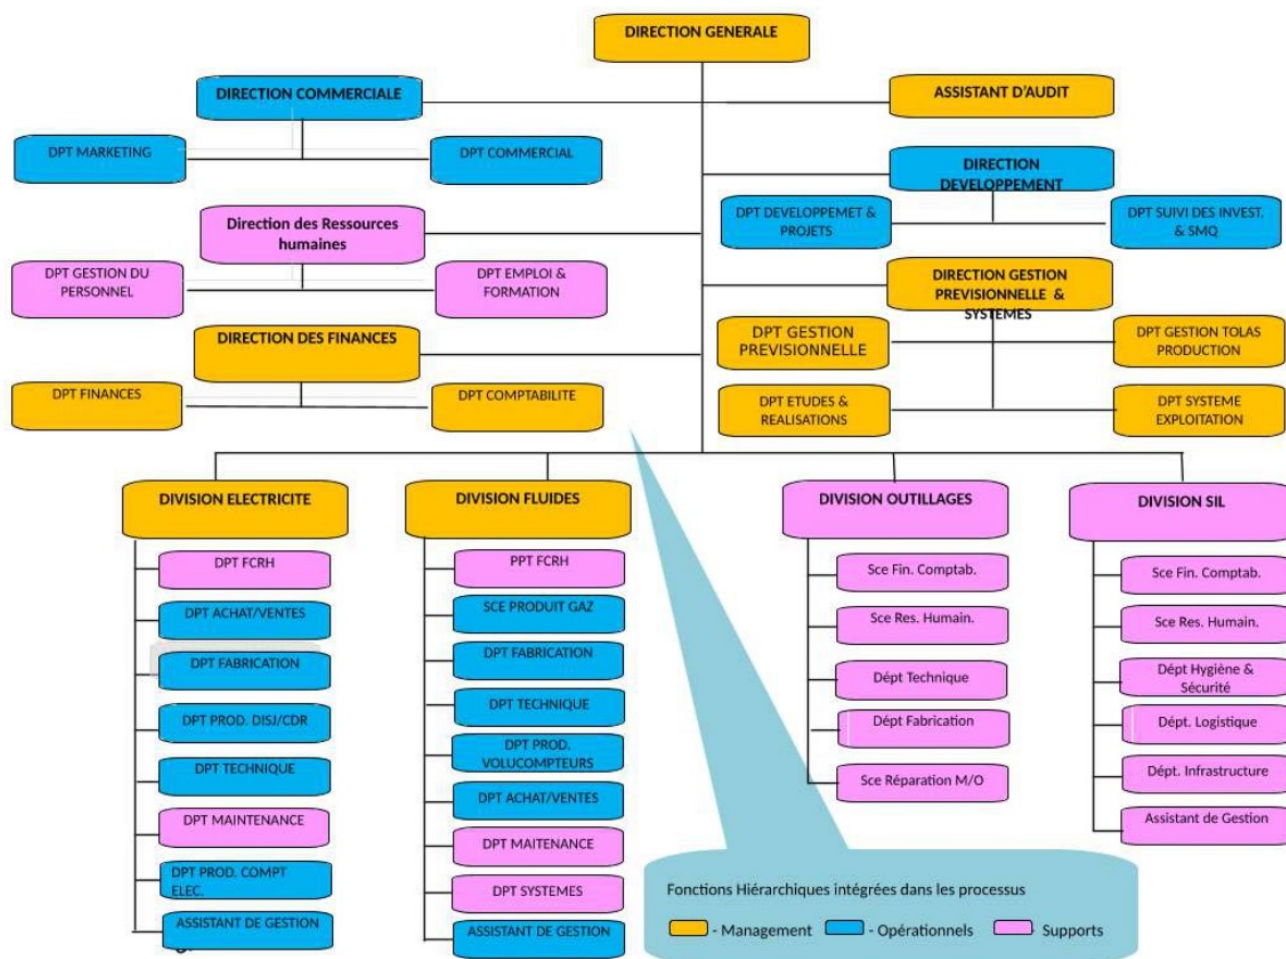 DIRECTION GENERALE
DIRECTION COMMERCIALE
ASSISTANT D'AUDIT
DPT MARKETING
DPT COMMERCIAL
DIRECTION
DEVELOPPEMENT
DPT DEVELOPPEMET &
PROJETS
DPT SUIVI DES INVEST.
& SMQ
Direction des Ressources
humaines
DPT GESTION DU
PERSONNEL
DPT EMPLOI &
FORMATION
DIRECTION GESTION
PREVISIONNELLE &
SYSTEMES
DIRECTION DES FINANCES
DPT GESTION
PREVISIONNELLE
DPT GESTION TOLAS
PRODUCTION
DPT FINANCES
DPT COMPTABILITE
DPT ETUDES &
REALISATIONS
DPT SYSTEME
EXPLOITATION
DIVISION ELECTRICITE
DPT FCRH
DPT ACHAT/VENTES
DPT FABRICATION
DPT PROD. DISJ/CDR
DPT TECHNIQUE
DPT MAINTENANCE
DPT PROD. COMPT
ELEC.
ASSISTANT DE GESTION
DIVISION FLUIDES
PPT FCRH
SCE PRODUIT GAZ
DPT FABRICATION
DPT TECHNIQUE
DPT PROD.
VOLUCOMPTEURS
DPT ACHAT/VENTES
DPT MAITENANCE
DPT SYSTEMES
ASSISTANT DE GESTION
DIVISION OUTILLAGES
Sce Fin. Comptab.
Sce Res. Humain.
Dépt Technique
Dépt Fabrication
Sce Réparation M/O
DIVISION SIL
Sce Fin. Comptab.
Sce Res. Humain.
Dépt Hygiène &
Sécurité
Dépt. Logistique
Dépt. Infrastructure
Assistant de Gestion
Fonctions Hiérarchiques intégrées dans les processus
- Management
- Opérationnels
- Supports